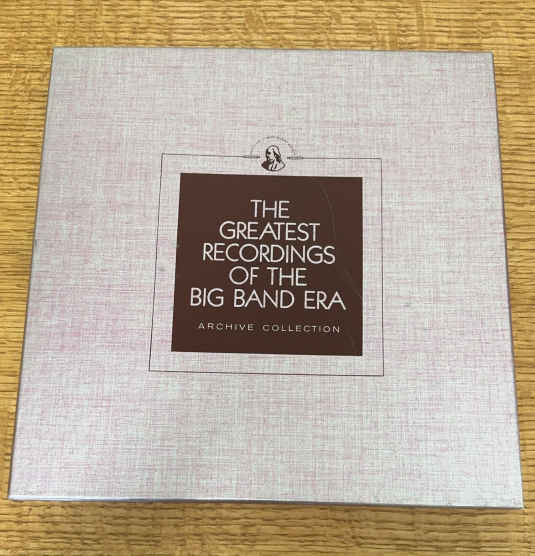 THE
GREATEST
RECORDINGS
OF THE
BIG BAND ERA
ARCHIVE COLLECTION